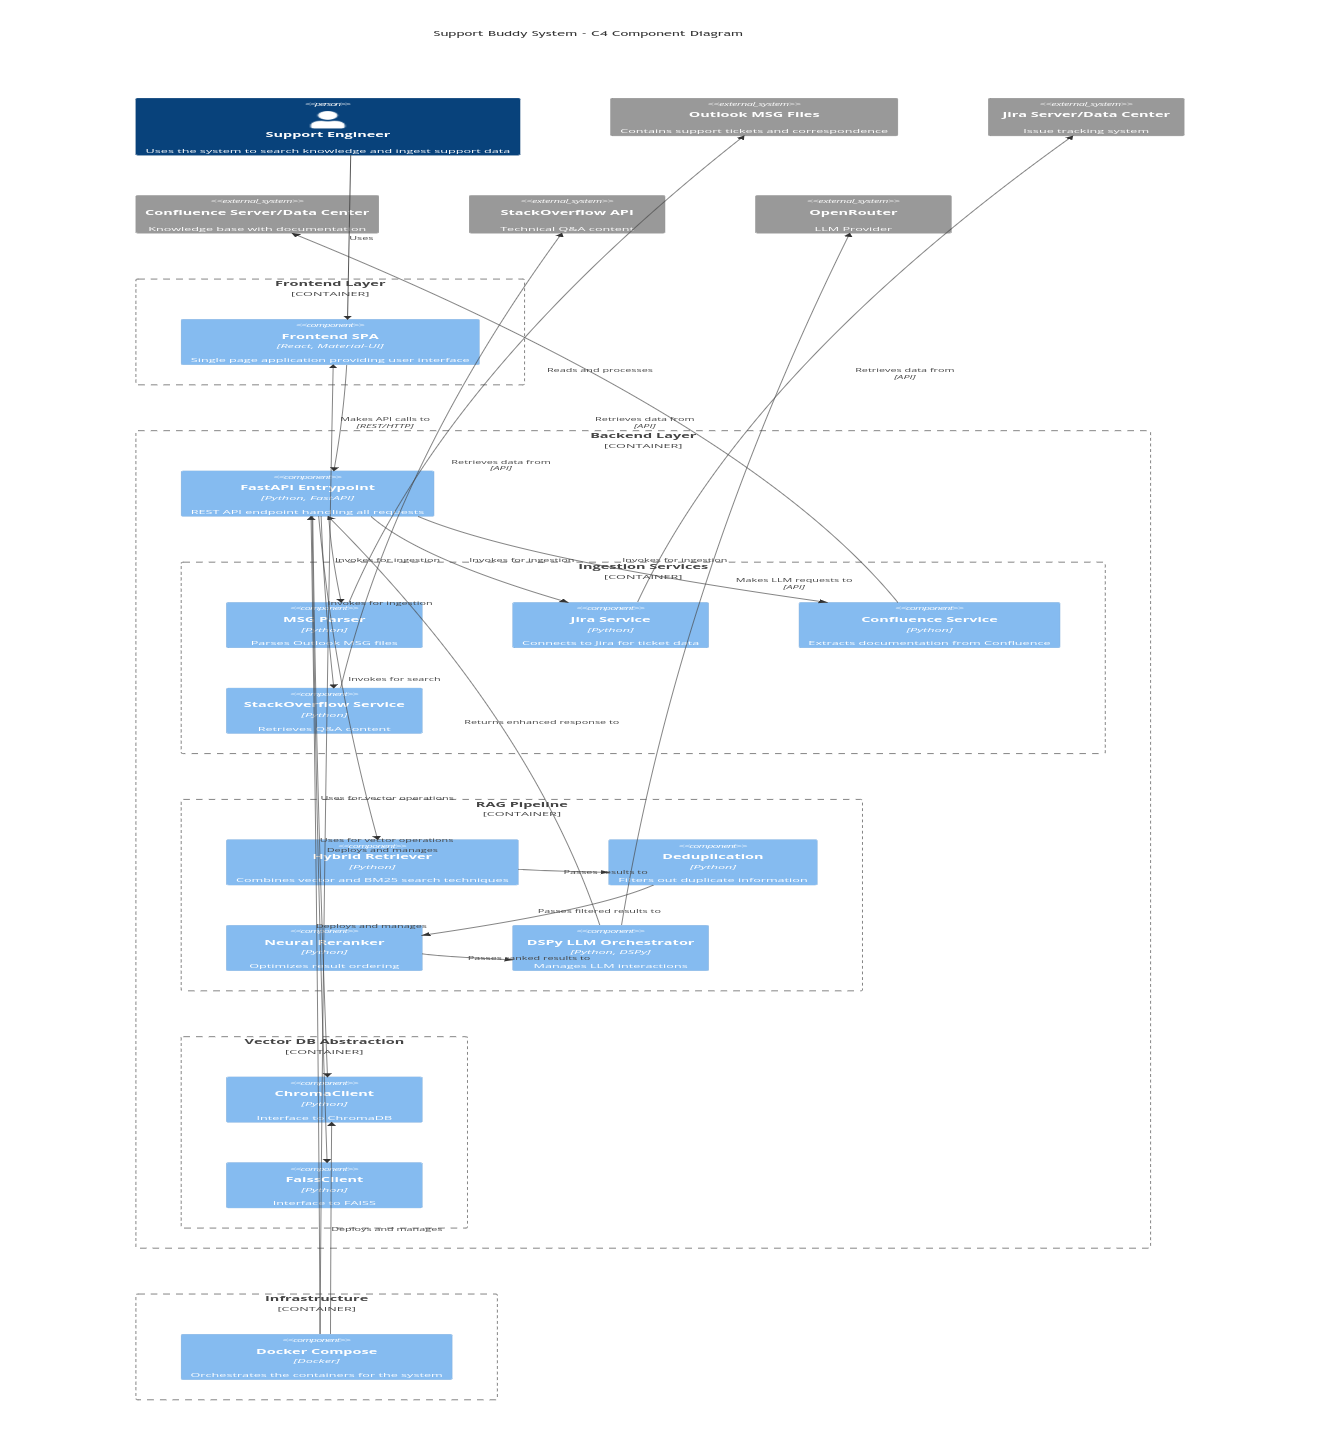 Support Buddy System - C4 Component Diagram
<<person>>
Support Engineer
Uses the system to search knowledge and ingest support data
<<external_system>>
Outlook MSG Files
Contains support tickets and correspondence
<<external_system>>
Jira Server/Data Center
Issue tracking system
<<external_system>>
Confluence Server/Data Center
Knowledge base with documentation
<<external_system>>
StackOverflow API
Technical Q&A content
<<external_system>>
OpenRouter
LLM Provider
Uses
Frontend Layer
[CONTAINER]
<<component>>
Frontend SPA
[React, Material-UI]
Single page application providing user interface
Reads and processes
Retrieves data from
[API]
Makes API calls to
[REST/HTTP]
Retrieves data from
[API]
Backend Layer
[CONTAINER]
Retrieves data from
[API]
<<component>>
FastAPI Entrypoint
[Python, FastAPI]
REST API endpoint handling all requests
Invokes for ingestion
Invokes for ingestion
Invokes for ingestion
Ingestion Services
[CONTAINER]
Makes LLM requests to
[API]
Invokes for ingestion
<<component>>
MSG Parser
[Python]
Parses Outlook MSG files
<<component>>
Jira Service
[Python]
Connects to Jira for ticket data
<<component>>
Confluence Service
[Python]
Extracts documentation from Confluence
Invokes for search
<<component>>
StackOverflow Service
[Python]
Retrieves Q&A content
Returns enhanced response to
Uses for vector operations
RAG Pipeline
[CONTAINER]
Uses for vector operations
Deploys and manages
<<component>>
Hybrid Retriever
[Python]
Combines vector and BM25 search techniques
Passes results to
<<component>>
Deduplication
[Python]
Filters out duplicate information
Passes filtered results to
Deploys and manages
<<component>>
Neural Reranker
[Python]
Optimizes result ordering
Passes ranked results to
<<component>>
DSPy LLM Orchestrator
[Python, DSPy]
Manages LLM interactions
Vector DB Abstraction
[CONTAINER]
<<component>>
ChromaClient
[Python]
Interface to ChromaDB
<<component>>
FaissClient
[Python]
Interface to FAISS
Deploys and manages
Infrastructure
[CONTAINER]
<<component>>
Docker Compose
[Docker]
Orchestrates the containers for the system